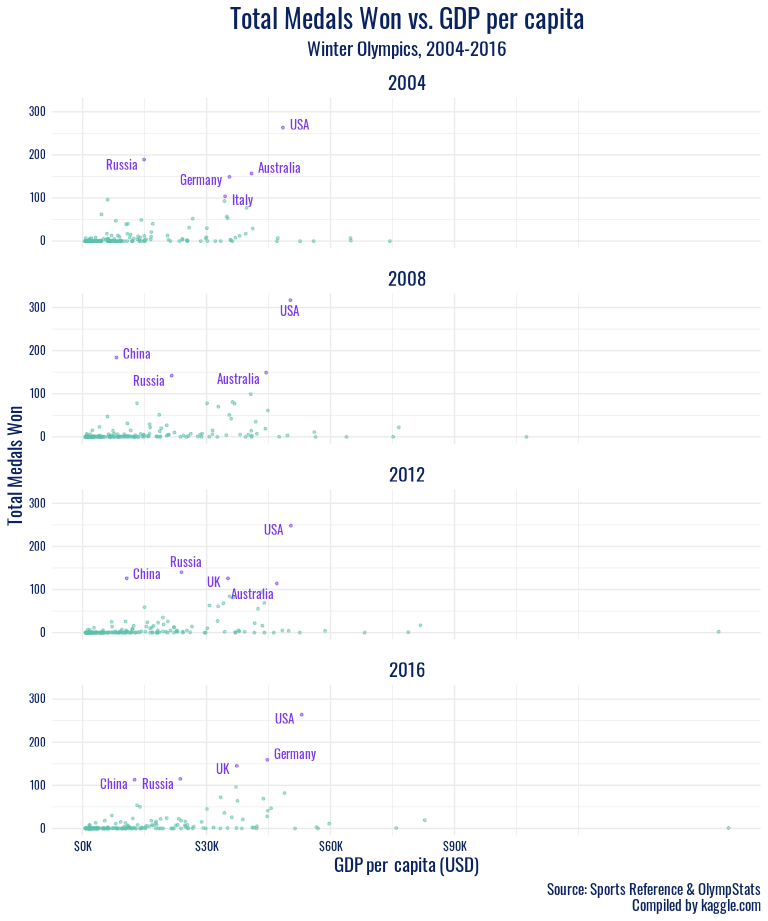 Total Medals Won vs. GDP per capita
Winter Olympics, 2004-2016
2004
300
USA
200
Russia
Australia
Germany
100
Italy
0
2008
300
USA
200
China
Russia
Australia
100
0
Total Medals Won
2012
300
USA
200
Russia
China
UK
100
Australia
0
2016
300
USA
200
Germany
UK
100
China
Russia
0
$0K
$30K
$60K
$90K
GDP per capita (USD)
Source: Sports Reference & OlympStats
Compiled by kaggle.com